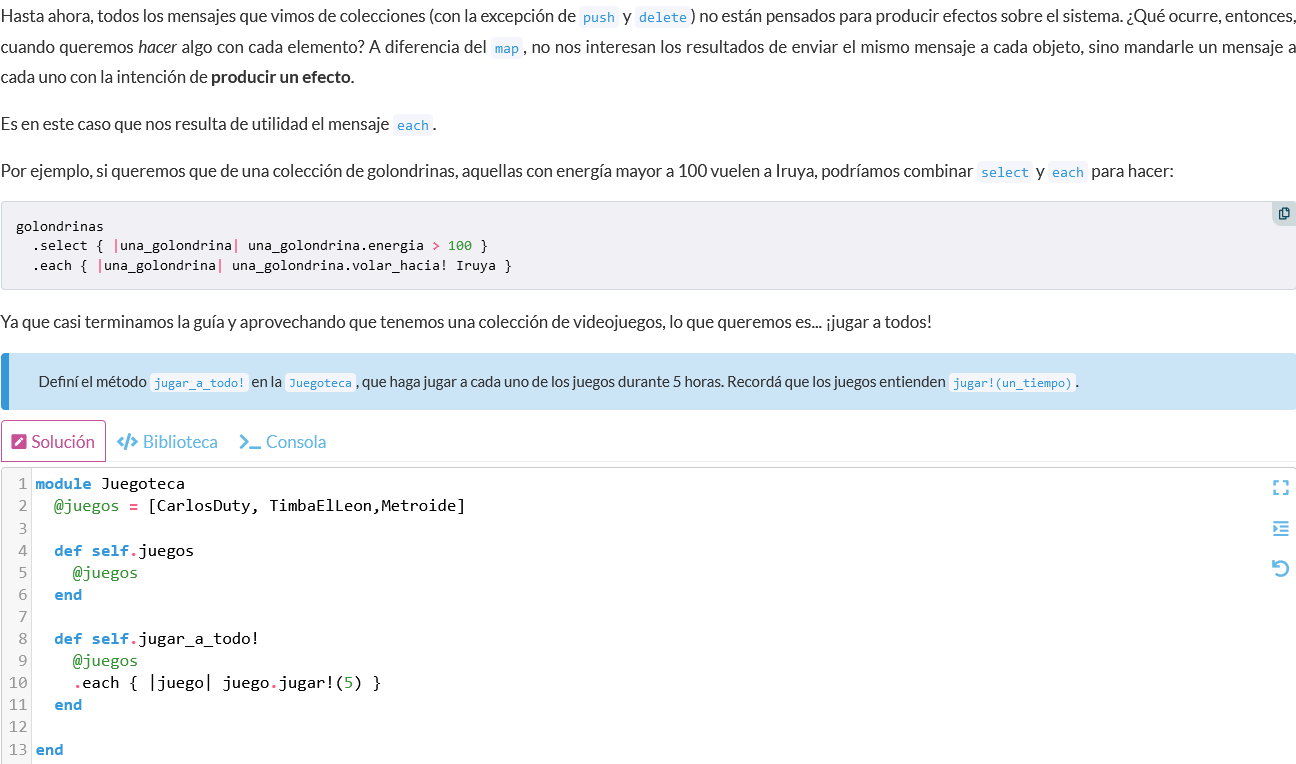 Hasta ahora, todos los mensajes que vimos de colecciones (con la excepción de push y delete ) no están pensados para producir efectos sobre el sistema. ¿Qué ocurre, entonces,
cuando queremos hacer algo con cada elemento? A diferencia del map , no nos interesan los resultados de enviar el mismo mensaje a cada objeto, sino mandarle un mensaje a
cada uno con la intención de producir un efecto.
Es en este caso que nos resulta de utilidad el mensaje each .
Por ejemplo, si queremos que de una colección de golondrinas, aquellas con energía mayor a 100 vuelen a Iruya, podríamos combinar select y each para hacer:
golondrinas
  .select { |una_golondrina| una_golondrina.energia > 100 }
  .each { |una_golondrina| una_golondrina.volar_hacia! Iruya }
Ya que casi terminamos la guía y aprovechando que tenemos una colección de videojuegos, lo que queremos es... ¡jugar a todos!
Definí el método jugar_a_todo! en la Juegoteca , que haga jugar a cada uno de los juegos durante 5 horas. Recordá que los juegos entienden jugar!(un_tiempo) .
Solución </> Biblioteca >_ Consola
1 module Juegoteca
2   @juegos = [CarlosDuty, TimbaElLeon,Metroide]
3
4   def self.juegos
5     @juegos
6   end
7
8   def self.jugar_a_todo!
9     @juegos
10     .each { |juego| juego.jugar!(5) }
11   end
12
13 end